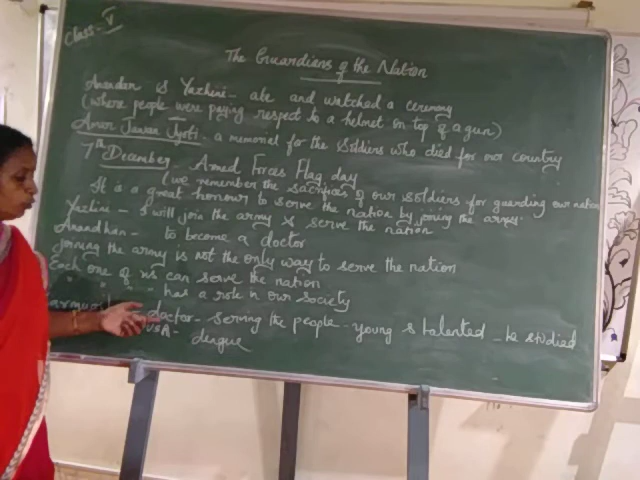 Class - V
The Guardians of the Nation
Anandan is Yazhini - ate and watched a ceremony
(where people were paying respect to a helmet on top of a gun)
Amar Jawan Jyoti - a memorial for the Soldiers who died for our country
7th December Armed Forces Flag day
(we remember the sacrifices of our soldiers for guarding our nation
It is a great honour to serve the nation by joining the army.
Yazhini - I will join the army & serve the nation
Anandhan - to become a doctor
Joining the army is not the only way to serve the nation
Each one of us can serve the nation
" " " " has a role in our society
doctor - serving the people - young & talented - he studied
USA - dengue